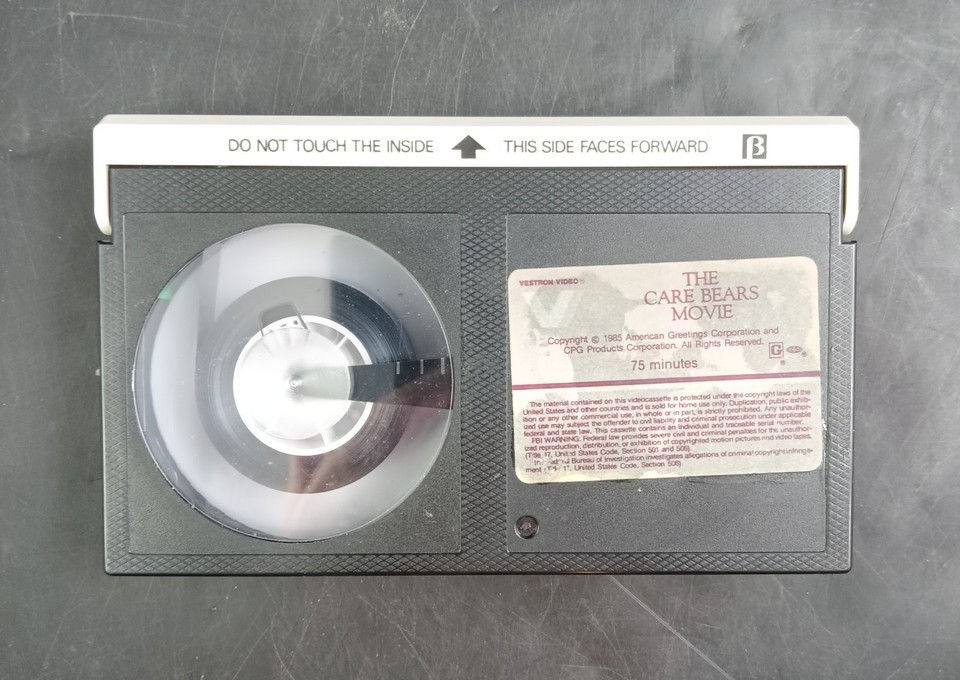 DO NOT TOUCH THE INSIDE THIS SIDE FACES FORWARD β
VESTRON VIDEO
THE
CARE BEARS
MOVIE
Copyright © 1985 American Greetings Corporation and
CPG Products Corporation. All Rights Reserved.
G
75 minutes
The material contained on this videocassette is protected under the copyright laws of the
United States and other countries and is sold for home use only. Duplication, public exhib-
ition or any other commercial use, in whole or in part, is strictly prohibited. Any unauthor-
ized use may subject the offender to civil liability and criminal prosecution under applicable
federal and state law. This cassette contains an individual and traceable serial number.
FBI WARNING, Federal law provides severe civil and criminal penalties for the unauthor-
ized reproduction, distribution, or exhibition of copyrighted motion pictures and video tapes,
(Title 17, United States Code, Section 501 and 506).
Bureau of Investigation investigates allegations of criminal copyright infringe-
ment (Title 17, United States Code, Section 506).